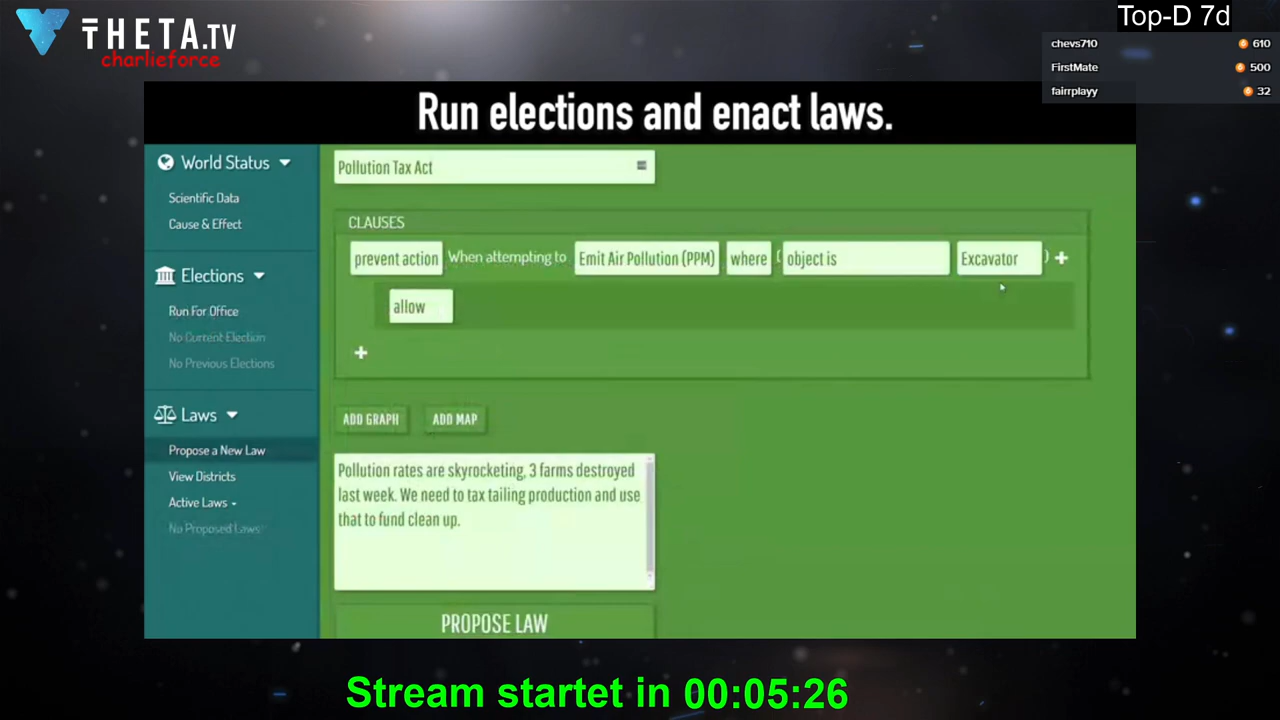 THETA.TV
charlieforce
Top-D 7d
chevs710 610
FirstMate 500
fairrplayy 32
Run elections and enact laws.
World Status
Scientific Data
Cause & Effect
Elections
Run For Office
No Current Election
No Previous Elections
Laws
Propose a New Law
View Districts
Active Laws -
No Proposed Laws
Pollution Tax Act
CLAUSES
prevent action When attempting to Emit Air Pollution (PPM) where ( object is Excavator ) +
allow
+
ADD GRAPH ADD MAP
Pollution rates are skyrocketing, 3 farms destroyed
last week. We need to tax tailing production and use
that to fund clean up.
PROPOSE LAW
Stream startet in 00:05:26